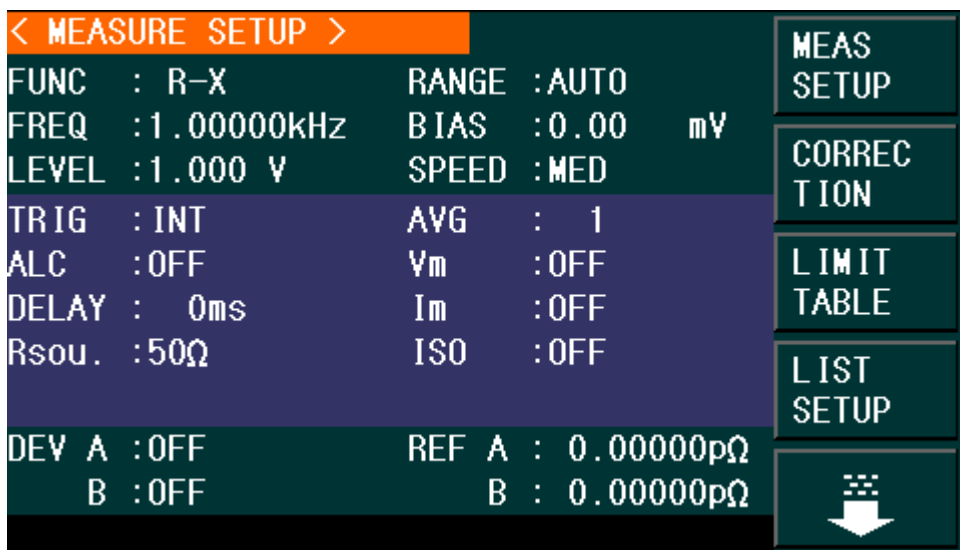 < MEASURE SETUP >
FUNC : R-X RANGE :AUTO
FREQ :1.00000kHz BIAS :0.00 mV
LEVEL :1.000 V SPEED :MED
TRIG :INT AVG : 1
ALC :OFF Vm :OFF
DELAY : 0ms Im :OFF
Rsou. :50Ω ISO :OFF
DEV A :OFF REF A : 0.00000pΩ
B :OFF B : 0.00000pΩ
MEAS
SETUP
CORREC
TION
LIMIT
TABLE
LIST
SETUP